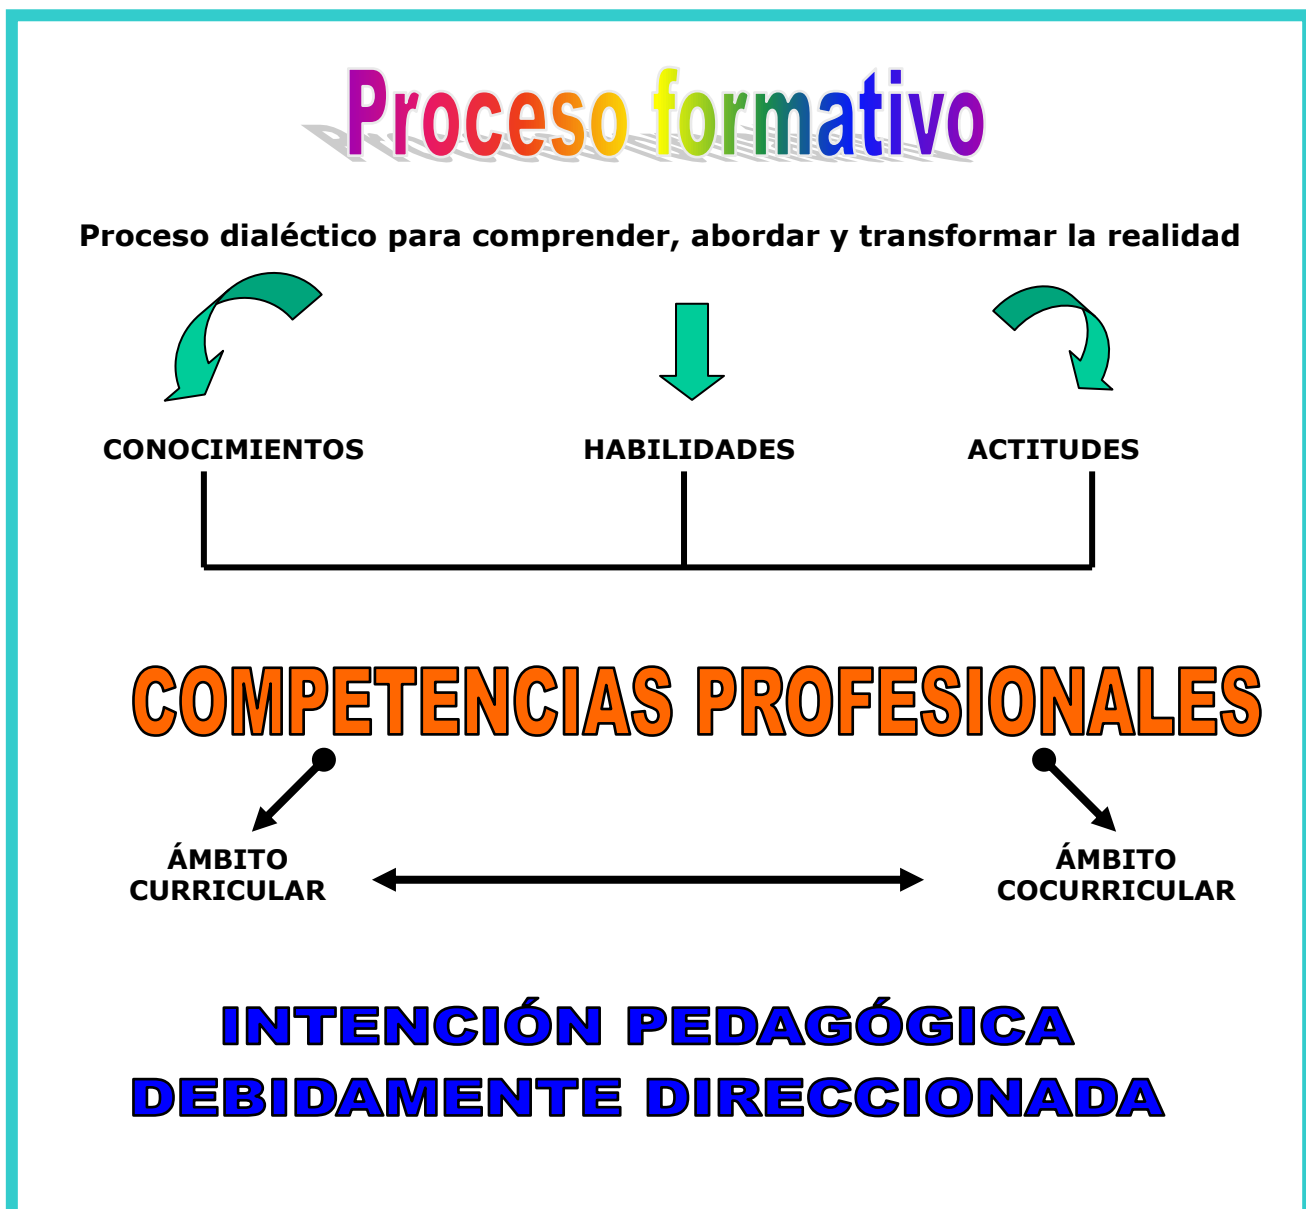 Proceso formativo
Proceso dialéctico para comprender, abordar y transformar la realidad
CONOCIMIENTOS
HABILIDADES
ACTITUDES
COMPETENCIAS PROFESIONALES
ÁMBITO
CURRICULAR
ÁMBITO
COCURRICULAR
INTENCIÓN PEDAGÓGICA
DEBIDAMENTE DIRECCIONADA